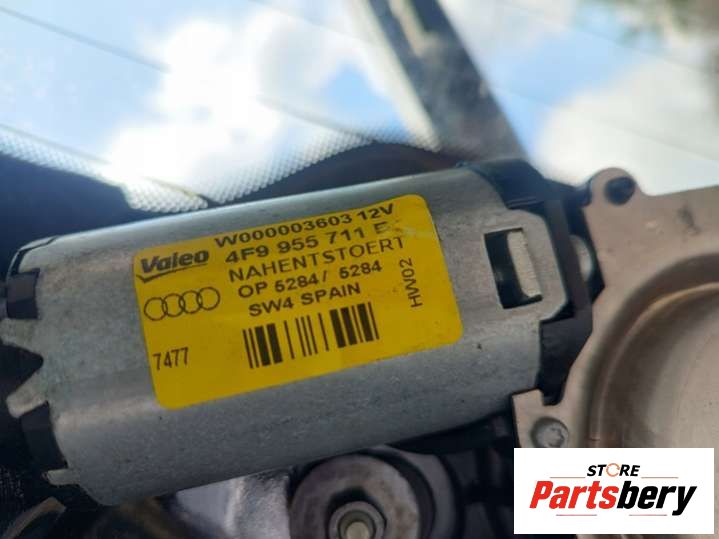 W000003603 12V
Valeo
4F9 955 711 E
NAHENTSTOERT
OP 5284/ 5284
SW4 SPAIN
HW02
7477
STORE
Partsbery